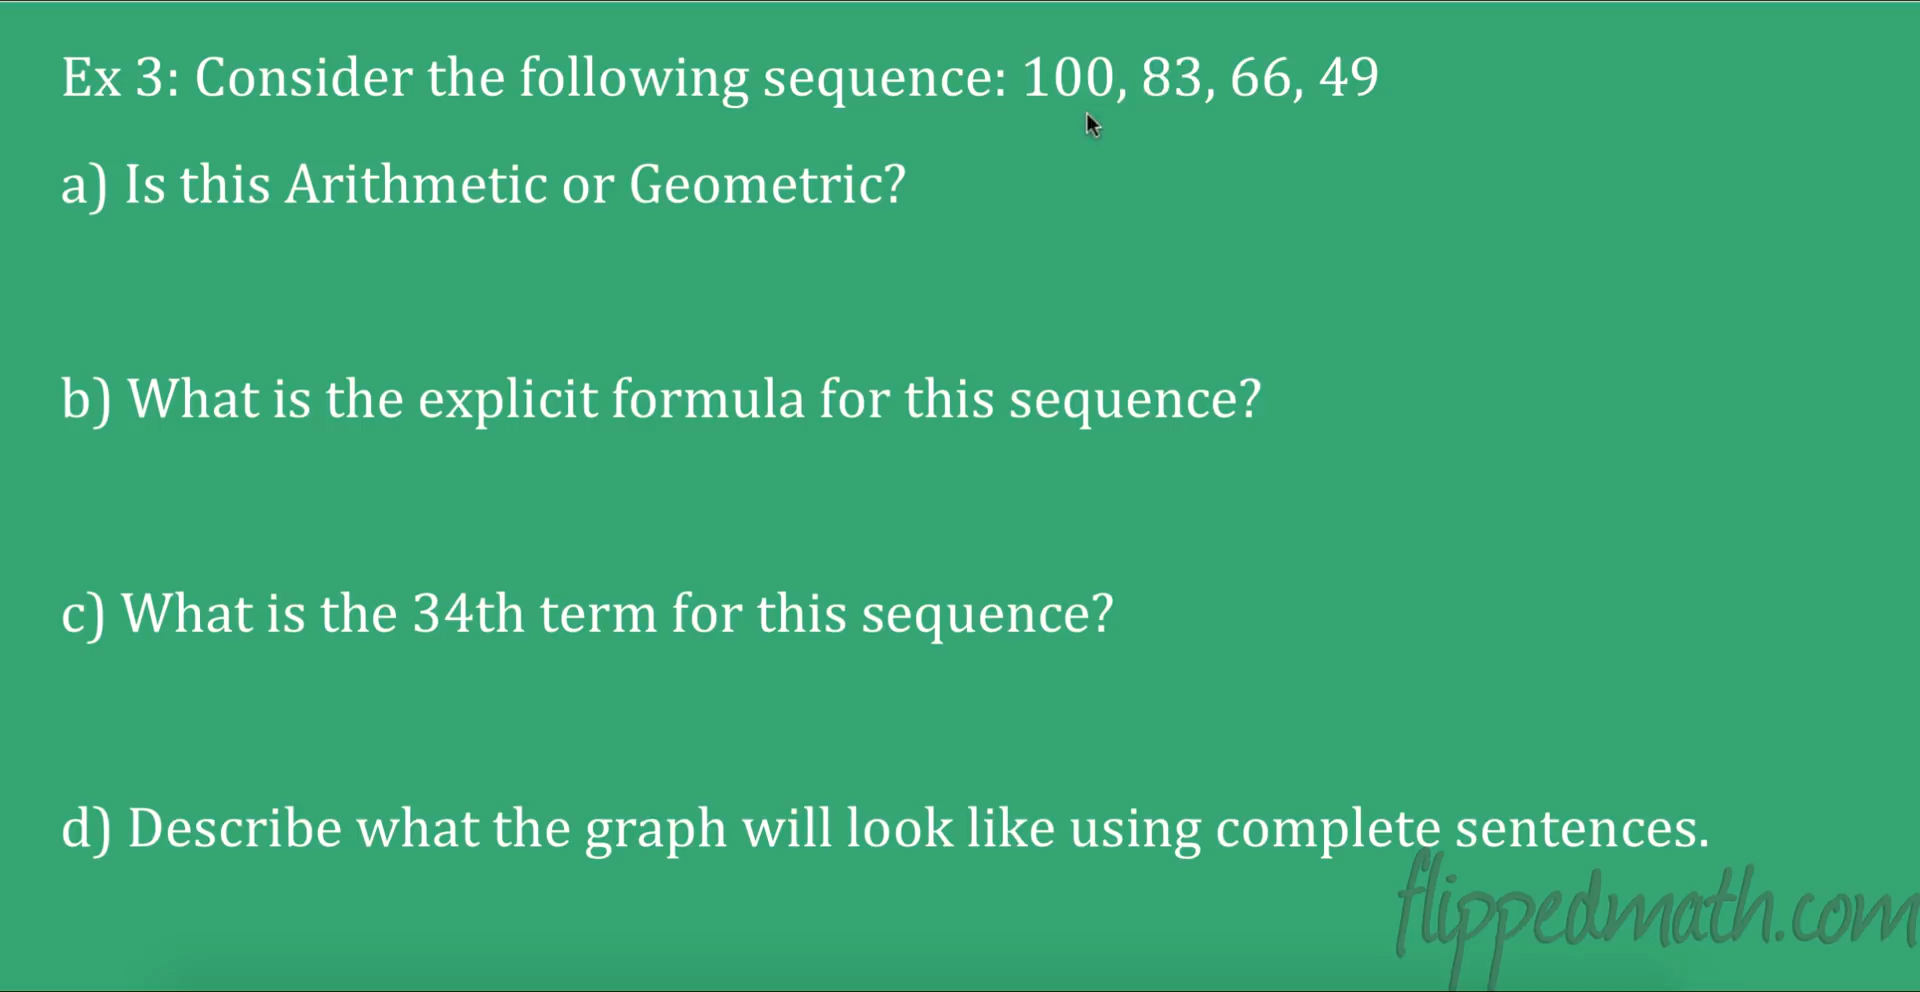 Ex 3: Consider the following sequence: 100, 83, 66, 49
a) Is this Arithmetic or Geometric?
b) What is the explicit formula for this sequence?
c) What is the 34th term for this sequence?
d) Describe what the graph will look like using complete sentences.
flippedmath.com